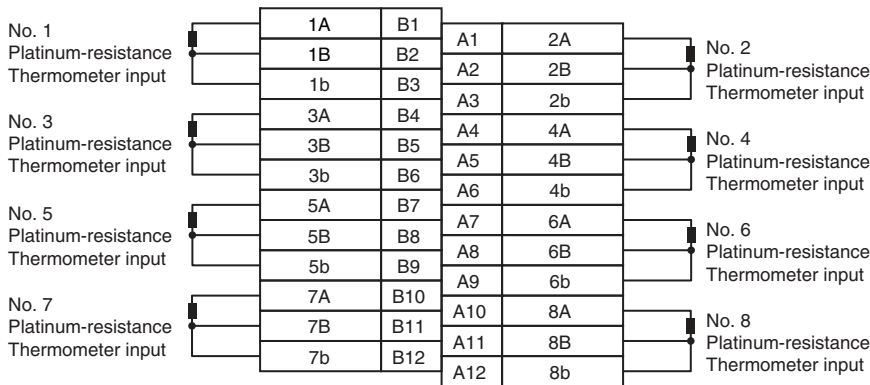 No. 1
Platinum-resistance
Thermometer input
No. 3
Platinum-resistance
Thermometer input
No. 5
Platinum-resistance
Thermometer input
No. 7
Platinum-resistance
Thermometer input
1A B1
1B B2
1b B3
3A B4
3B B5
3b B6
5A B7
5B B8
5b B9
7A B10
7B B11
7b B12
A1 2A
A2 2B
A3 2b
A4 4A
A5 4B
A6 4b
A7 6A
A8 6B
A9 6b
A10 8A
A11 8B
A12 8b
No. 2
Platinum-resistance
Thermometer input
No. 4
Platinum-resistance
Thermometer input
No. 6
Platinum-resistance
Thermometer input
No. 8
Platinum-resistance
Thermometer input